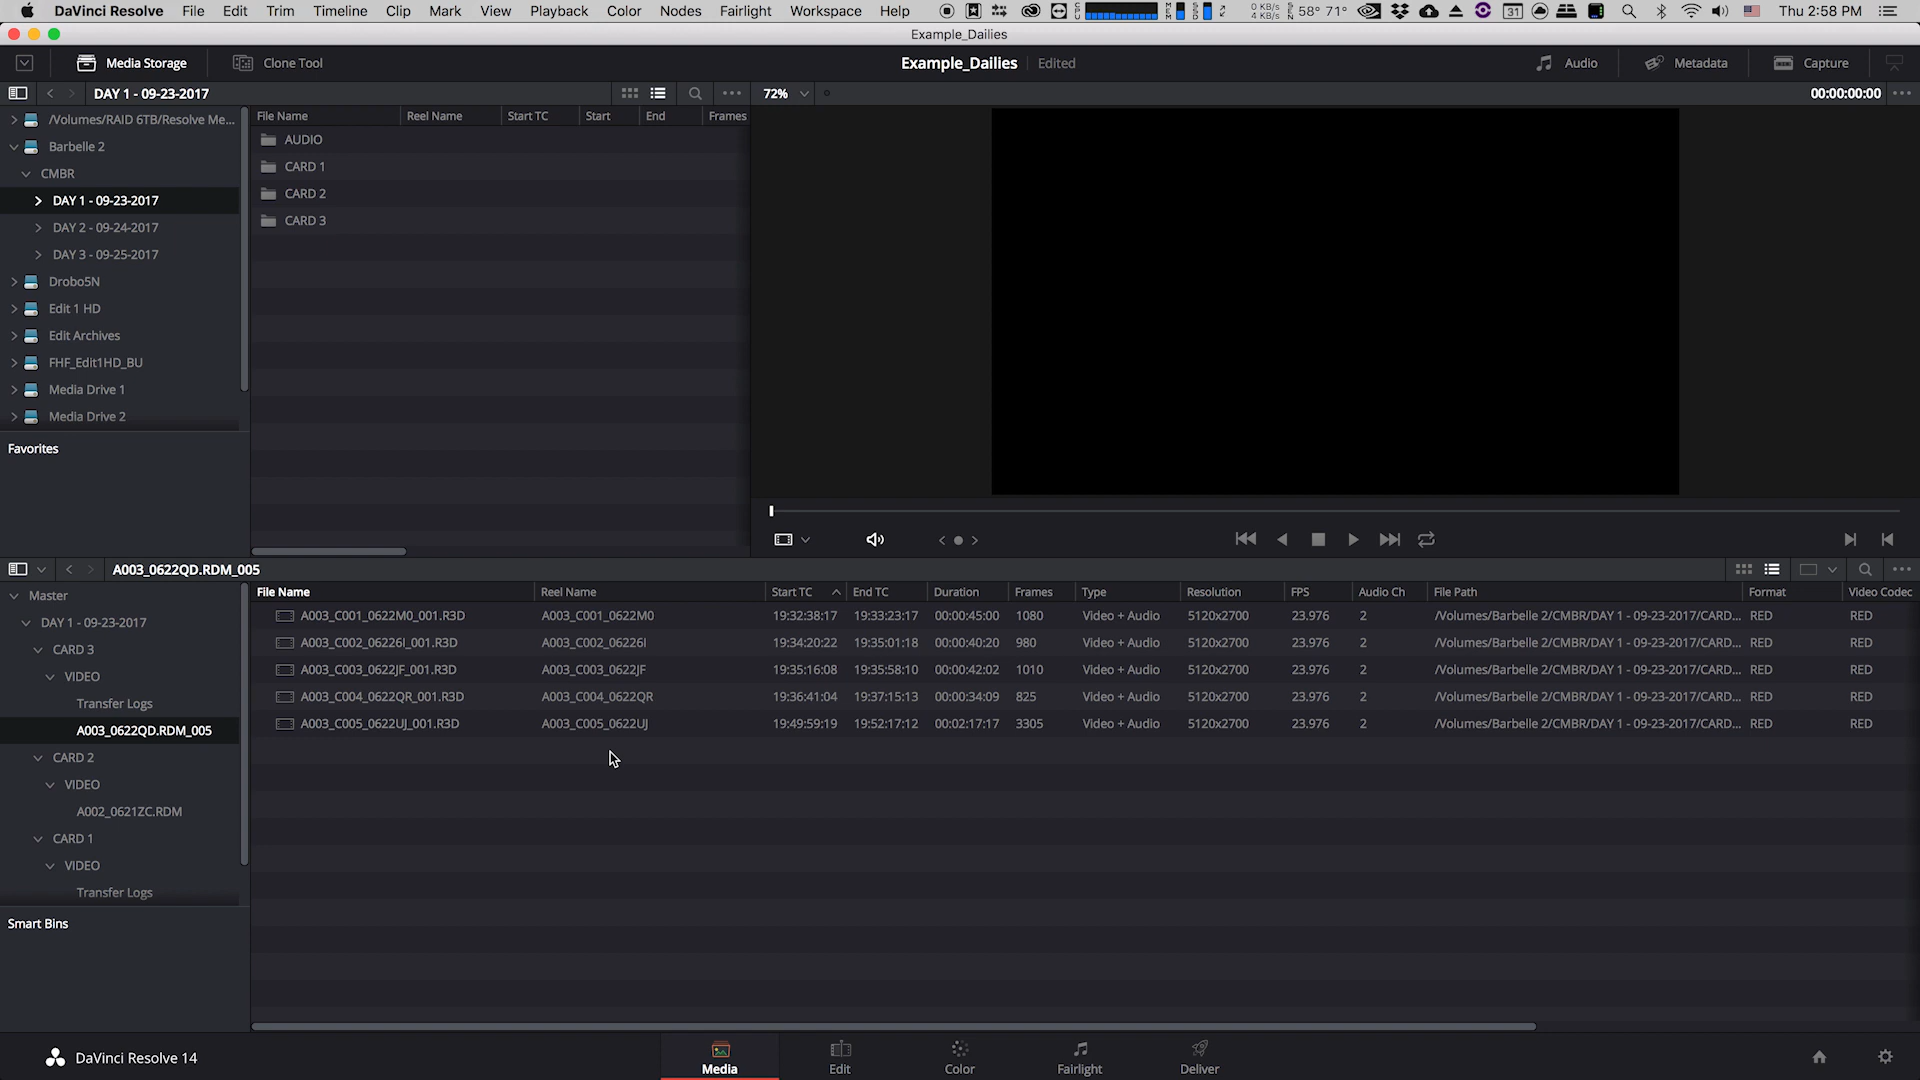 DaVinci Resolve File Edit Trim Timeline Clip Mark View Playback Color Nodes Fairlight Workspace Help 0 KB/s 4 KB/s 58° 71° 31 Thu 2:58 PM
Example_Dailies
Media Storage Clone Tool Example_Dailies Edited Audio Metadata Capture
DAY 1 - 09-23-2017 72% 00:00:00:00
File Name Reel Name Start TC Start End Frames
/Volumes/RAID 6TB/Resolve Me...
Barbelle 2
CMBR
DAY 1 - 09-23-2017
DAY 2 - 09-24-2017
DAY 3 - 09-25-2017
Drobo5N
Edit 1 HD
Edit Archives
FHF_Edit1HD_BU
Media Drive 1
Media Drive 2
AUDIO
CARD 1
CARD 2
CARD 3
Favorites
A003_0622QD.RDM_005
Master
DAY 1 - 09-23-2017
CARD 3
VIDEO
Transfer Logs
A003_0622QD.RDM_005
CARD 2
VIDEO
A002_0621ZC.RDM
CARD 1
VIDEO
Transfer Logs
Smart Bins
File Name Reel Name Start TC End TC Duration Frames Type Resolution FPS Audio Ch File Path Format Video Codec
A003_C001_0622M0_001.R3D A003_C001_0622M0 19:32:38:17 19:33:23:17 00:00:45:00 1080 Video + Audio 5120x2700 23.976 2 /Volumes/Barbelle 2/CMBR/DAY 1 - 09-23-2017/CARD... RED RED
A003_C002_06226I_001.R3D A003_C002_06226I 19:34:20:22 19:35:01:18 00:00:40:20 980 Video + Audio 5120x2700 23.976 2 /Volumes/Barbelle 2/CMBR/DAY 1 - 09-23-2017/CARD... RED RED
A003_C003_0622JF_001.R3D A003_C003_0622JF 19:35:16:08 19:35:58:10 00:00:42:02 1010 Video + Audio 5120x2700 23.976 2 /Volumes/Barbelle 2/CMBR/DAY 1 - 09-23-2017/CARD... RED RED
A003_C004_0622QR_001.R3D A003_C004_0622QR 19:36:41:04 19:37:15:13 00:00:34:09 825 Video + Audio 5120x2700 23.976 2 /Volumes/Barbelle 2/CMBR/DAY 1 - 09-23-2017/CARD... RED RED
A003_C005_0622UJ_001.R3D A003_C005_0622UJ 19:49:59:19 19:52:17:12 00:02:17:17 3305 Video + Audio 5120x2700 23.976 2 /Volumes/Barbelle 2/CMBR/DAY 1 - 09-23-2017/CARD... RED RED
DaVinci Resolve 14 Media Edit Color Fairlight Deliver